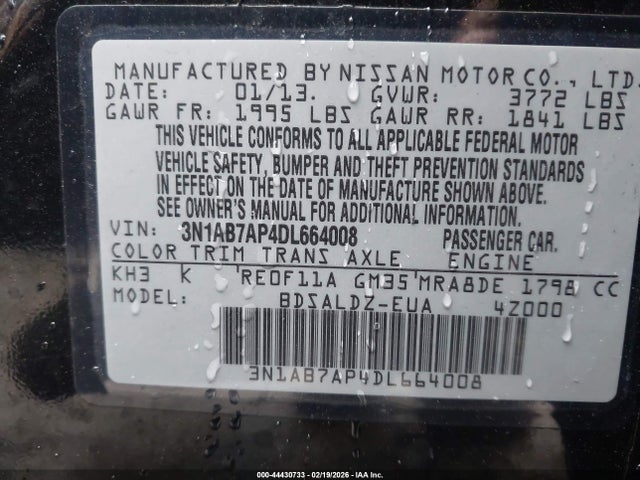 MANUFACTURED BY NISSAN MOTOR CO., LTD.
DATE: 01/13. GVWR: 3772 LBS
GAWR FR: 1995 LBS GAWR RR: 1841 LBS
THIS VEHICLE CONFORMS TO ALL APPLICABLE FEDERAL MOTOR
VEHICLE SAFETY, BUMPER AND THEFT PREVENTION STANDARDS
IN EFFECT ON THE DATE OF MANUFACTURE SHOWN ABOVE.
SEE OWNER'S MANUAL FOR ADDITIONAL INFORMATION.
VIN: 3N1AB7AP4DL664008 PASSENGER CAR.
COLOR TRIM TRANS AXLE ENGINE
KH3 K 'RE0F11A GM35'MRA8DE 1798 CC
MODEL: BDSALDZ-EUA 4Z000
3N1AB7AP4DL664008
000-44430733 - 02/19/2026 - IAA Inc.